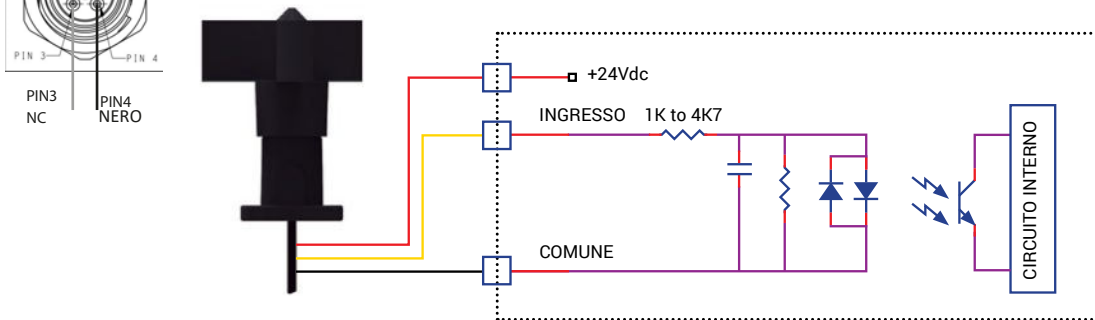 PIN 3
PIN 4
PIN3
NC
PIN4
NERO
+24Vdc
INGRESSO
1K to 4K7
COMUNE
CIRCUITO INTERNO